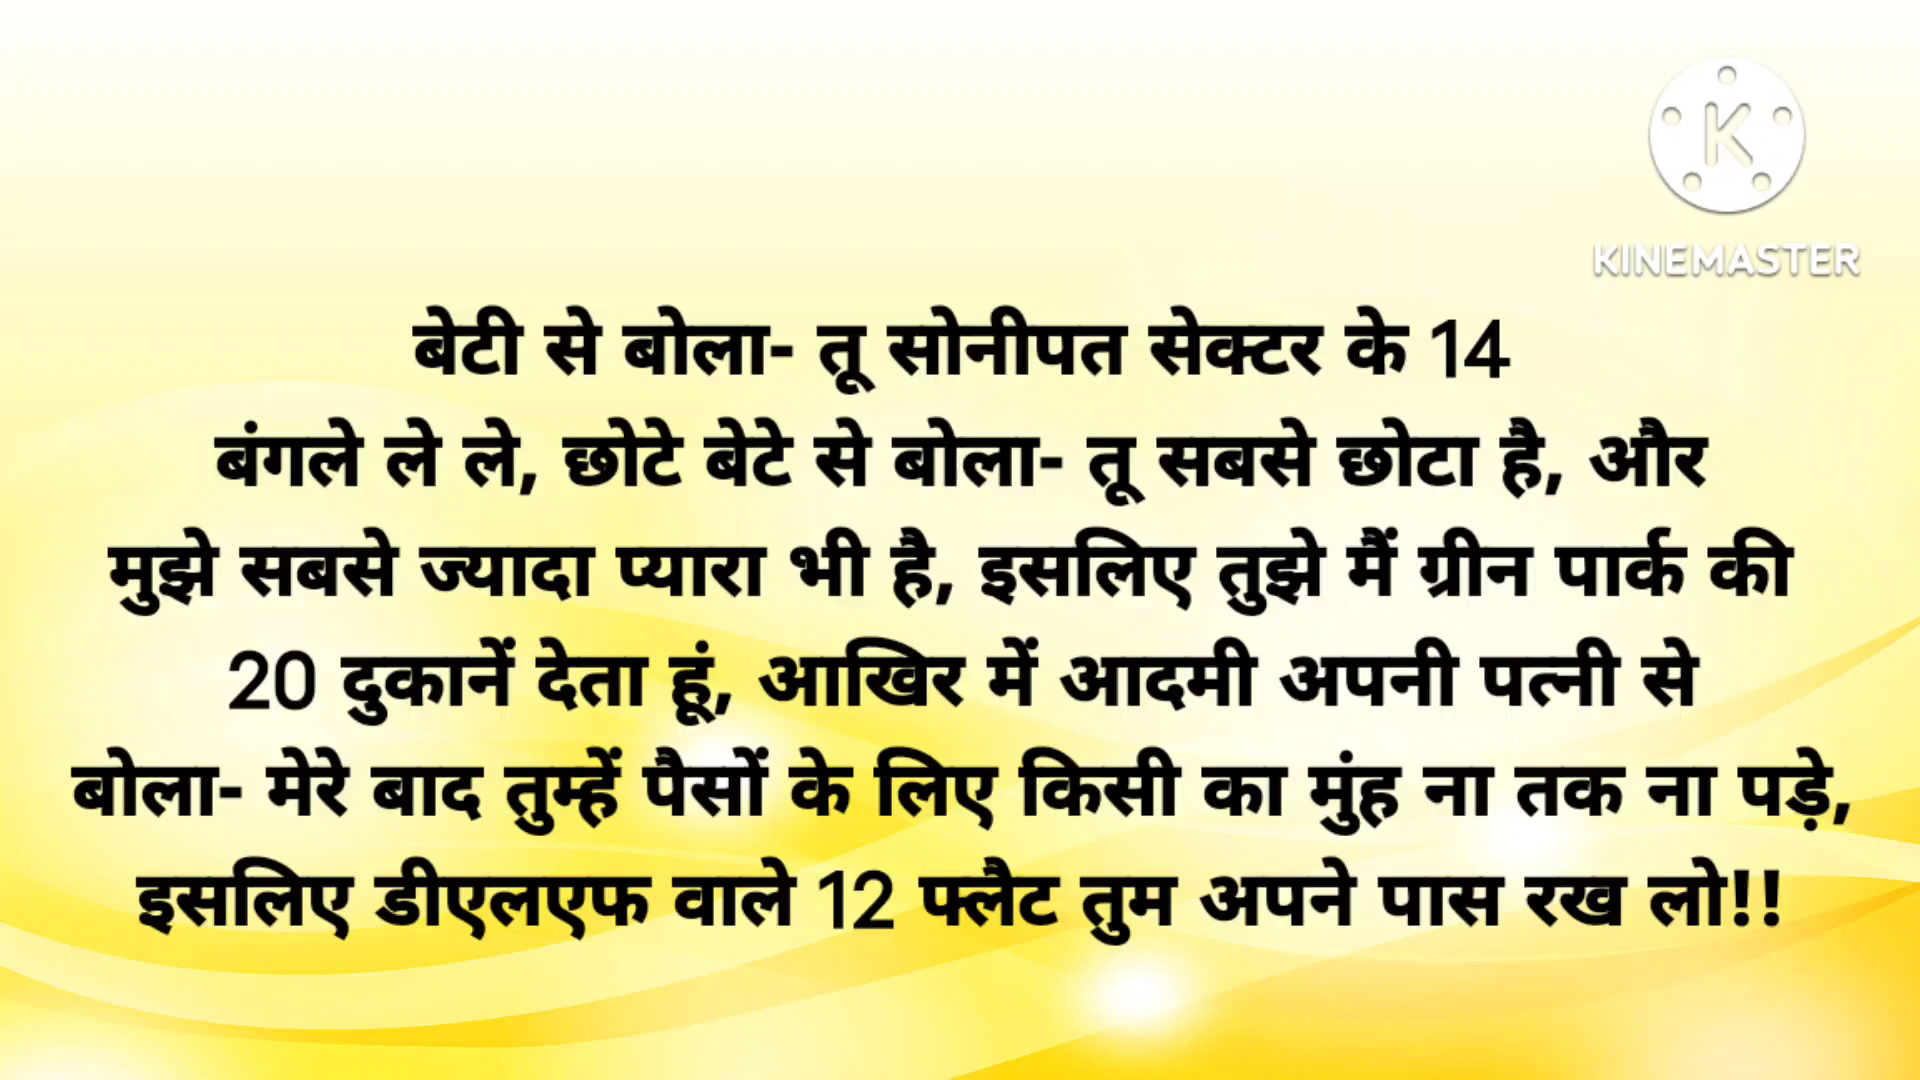 KINEMASTER
बेटी से बोला- तू सोनीपत सेक्टर के 14
बंगले ले ले, छोटे बेटे से बोला- तू सबसे छोटा है, और
मुझे सबसे ज्यादा प्यारा भी है, इसलिए तुझे मैं ग्रीन पार्क की
20 दुकानें देता हूं, आखिर में आदमी अपनी पत्नी से
बोला- मेरे बाद तुम्हें पैसों के लिए किसी का मुंह ना तक ना पड़े,
इसलिए डीएलएफ वाले 12 फ्लैट तुम अपने पास रख लो!!